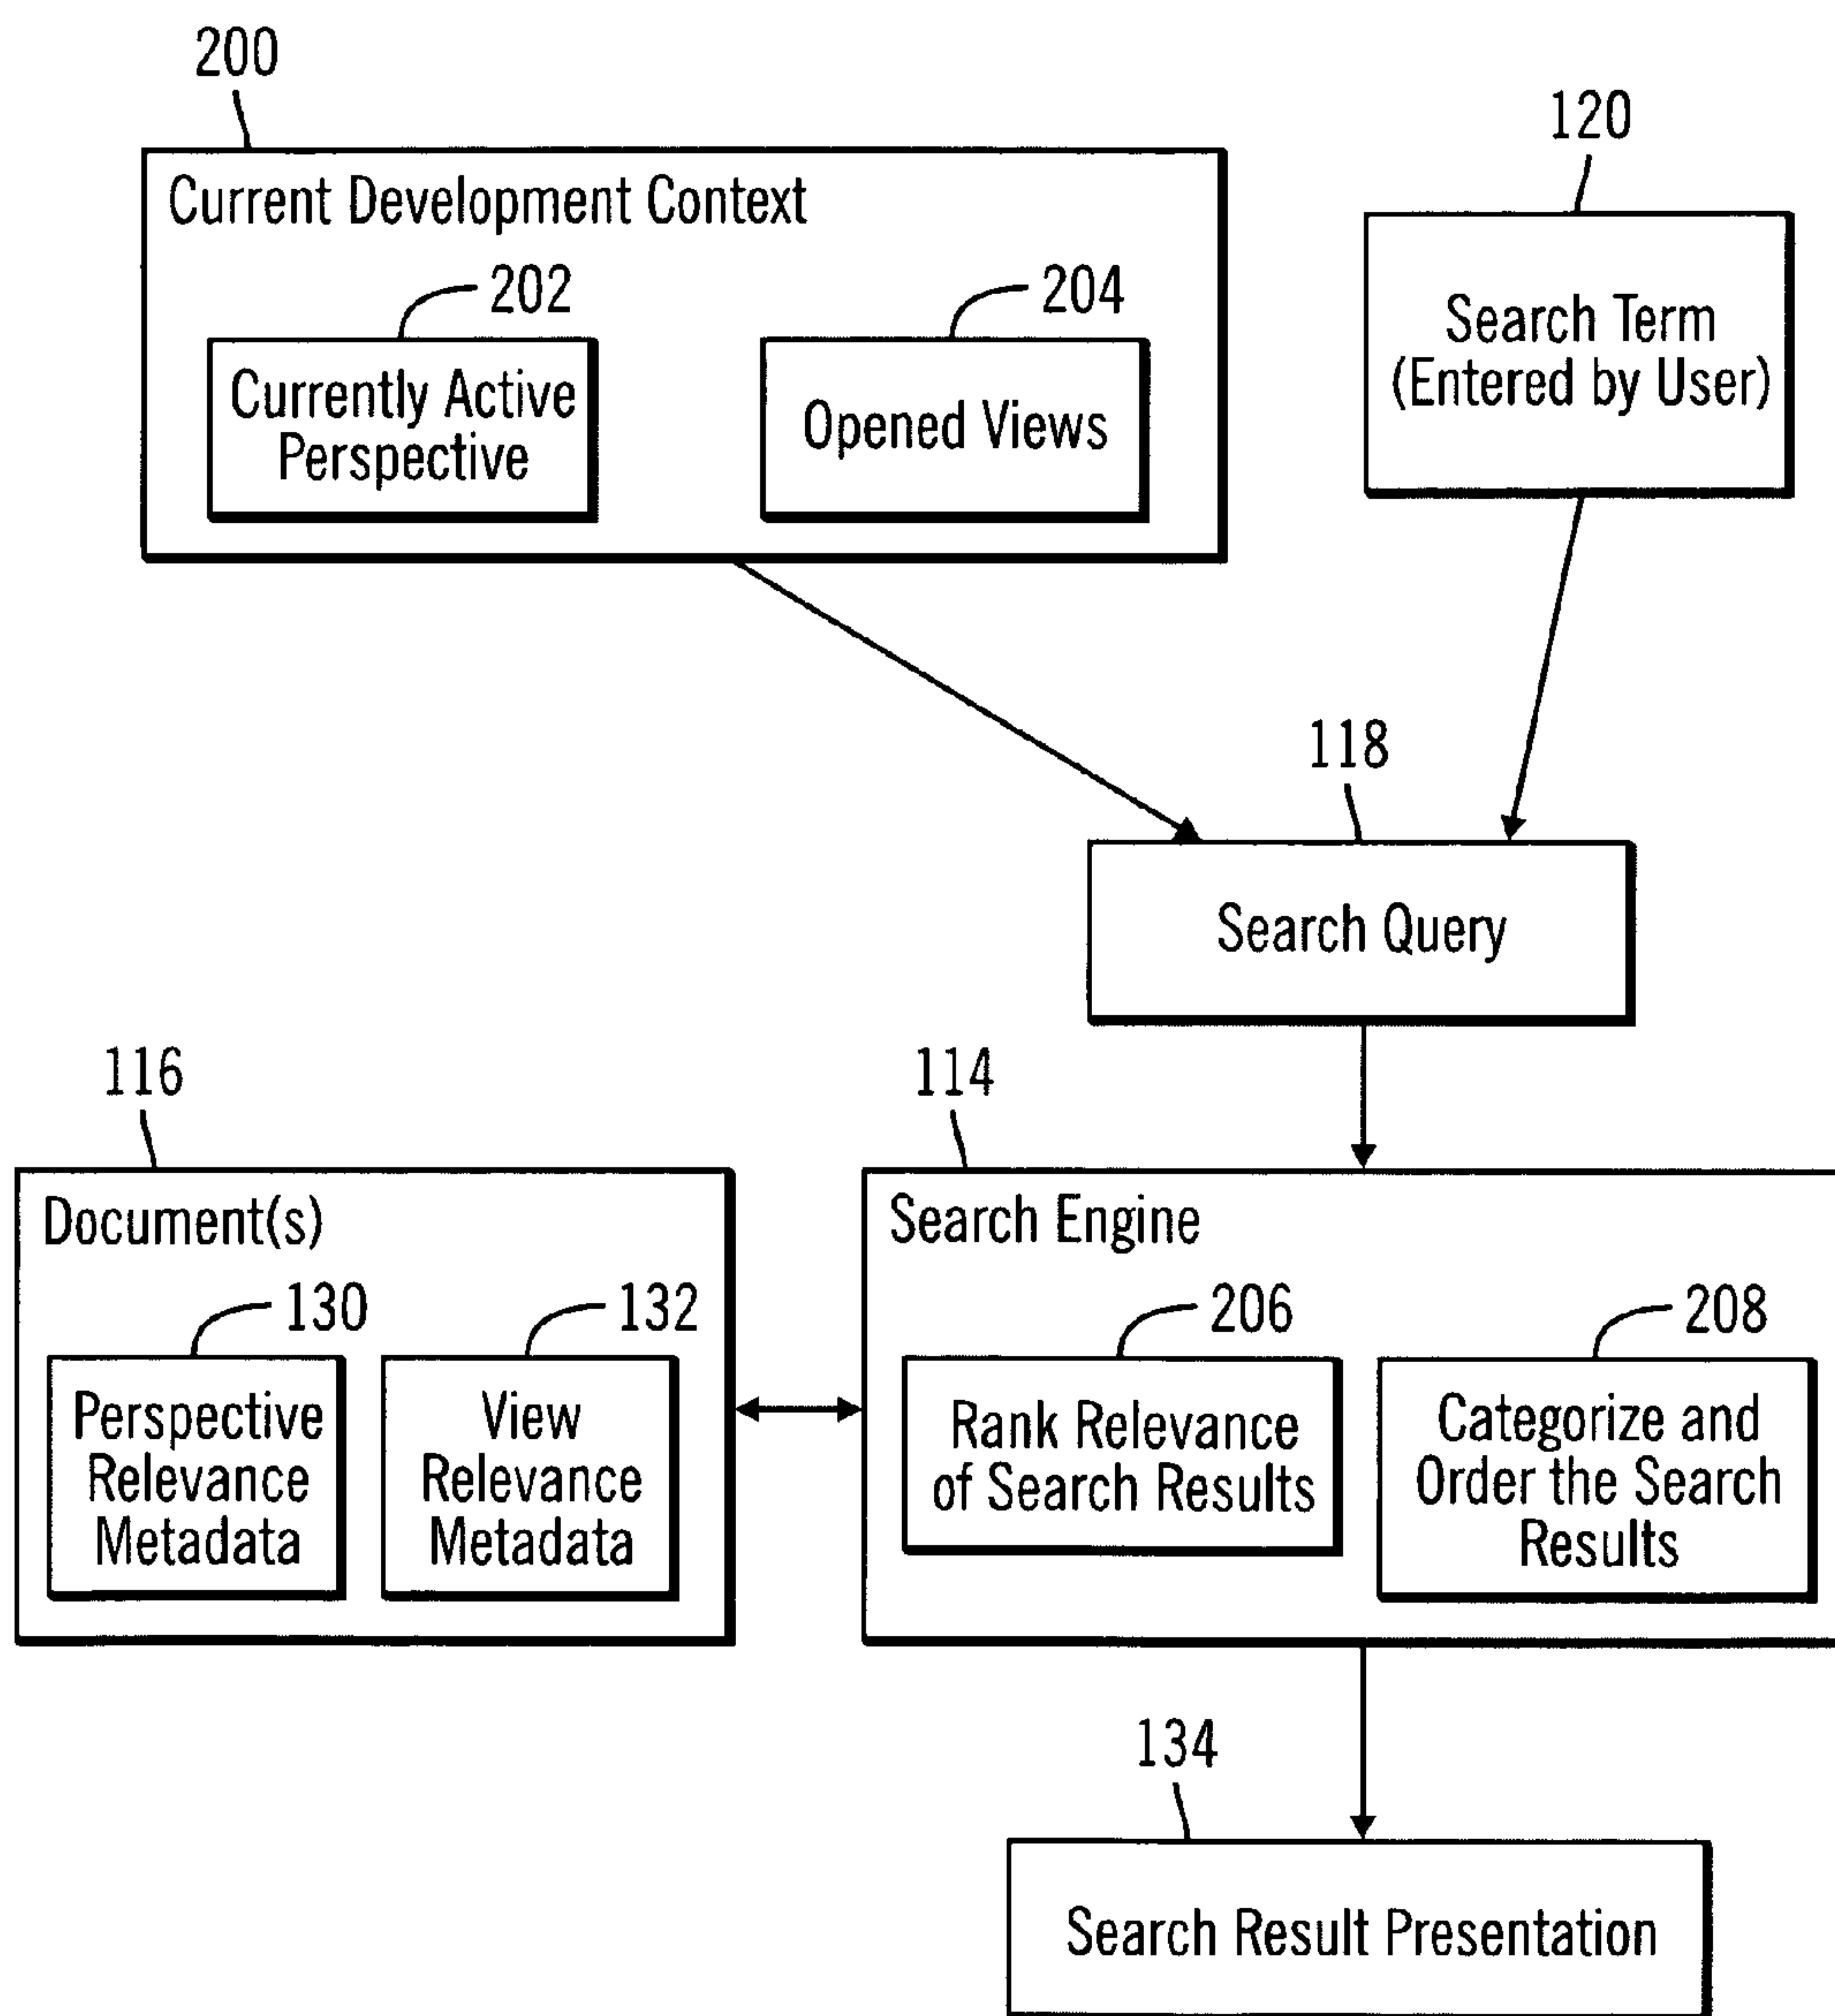 200
120
Current Development Context
202
204
Currently Active
Perspective
Opened Views
Search Term
(Entered by User)
118
Search Query
116
114
Document(s)
130
132
Perspective
Relevance
Metadata
View
Relevance
Metadata
Search Engine
206
208
Rank Relevance
of Search Results
Categorize and
Order the Search
Results
134
Search Result Presentation